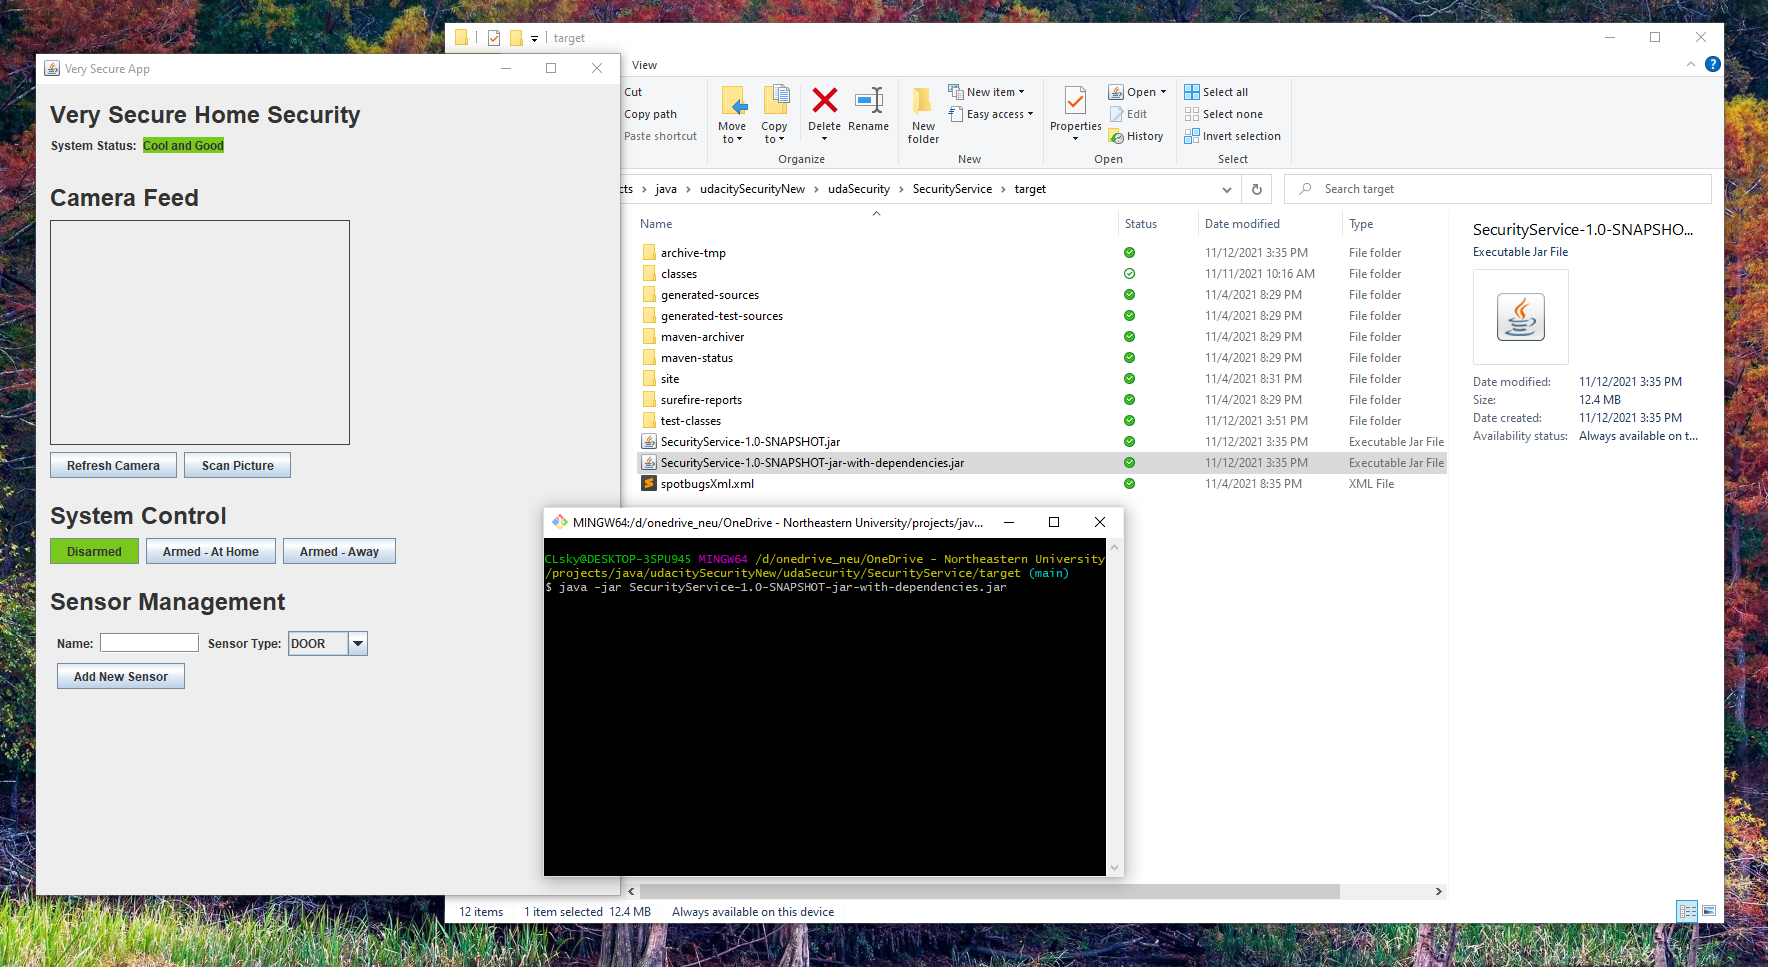 target
Very Secure App
Very Secure Home Security
System Status: Cool and Good
Camera Feed
Refresh Camera
Scan Picture
System Control
Disarmed
Armed - At Home
Armed - Away
Sensor Management
Name:
Sensor Type:
DOOR
Add New Sensor
View
Cut
Copy path
Paste shortcut
Move to
Copy to
Delete
Rename
Organize
New folder
New item
Easy access
New
Properties
Open
Edit
History
Open
Select all
Select none
Invert selection
Select
cts > java > udacitySecurityNew > udaSecurity > SecurityService > target
Search target
Name Status Date modified Type
archive-tmp 11/12/2021 3:35 PM File folder
classes 11/11/2021 10:16 AM File folder
generated-sources 11/4/2021 8:29 PM File folder
generated-test-sources 11/4/2021 8:29 PM File folder
maven-archiver 11/4/2021 8:29 PM File folder
maven-status 11/4/2021 8:29 PM File folder
site 11/4/2021 8:31 PM File folder
surefire-reports 11/4/2021 8:29 PM File folder
test-classes 11/12/2021 3:51 PM File folder
SecurityService-1.0-SNAPSHOT.jar 11/12/2021 3:35 PM Executable Jar File
SecurityService-1.0-SNAPSHOT-jar-with-dependencies.jar 11/12/2021 3:35 PM Executable Jar File
spotbugsXml.xml 11/4/2021 8:35 PM XML File
SecurityService-1.0-SNAPSHO...
Executable Jar File
Date modified: 11/12/2021 3:35 PM
Size: 12.4 MB
Date created: 11/12/2021 3:35 PM
Availability status: Always available on t...
MINGW64:/d/onedrive_neu/OneDrive - Northeastern University/projects/jav...
CLsky@DESKTOP-3SPU945 MINGW64 /d/onedrive_neu/OneDrive - Northeastern University
/projects/java/udacitySecurityNew/udaSecurity/SecurityService/target (main)
$ java -jar SecurityService-1.0-SNAPSHOT-jar-with-dependencies.jar
12 items 1 item selected 12.4 MB Always available on this device